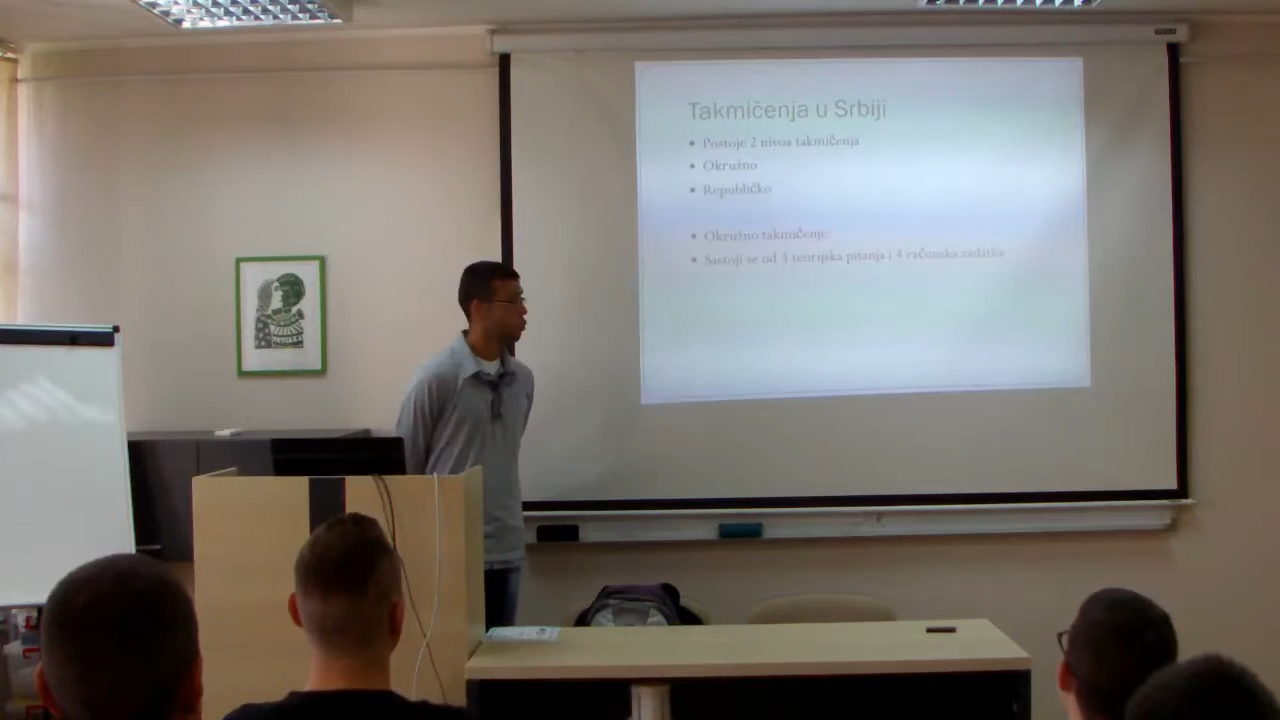 Takmičenja u Srbiji
• Postoje 2 nivoa takmičenja
• Okružno
• Republičko
• Okružno takmičenje:
• Sastoji se od 3 teorijska pitanja i 4 računska zadatka